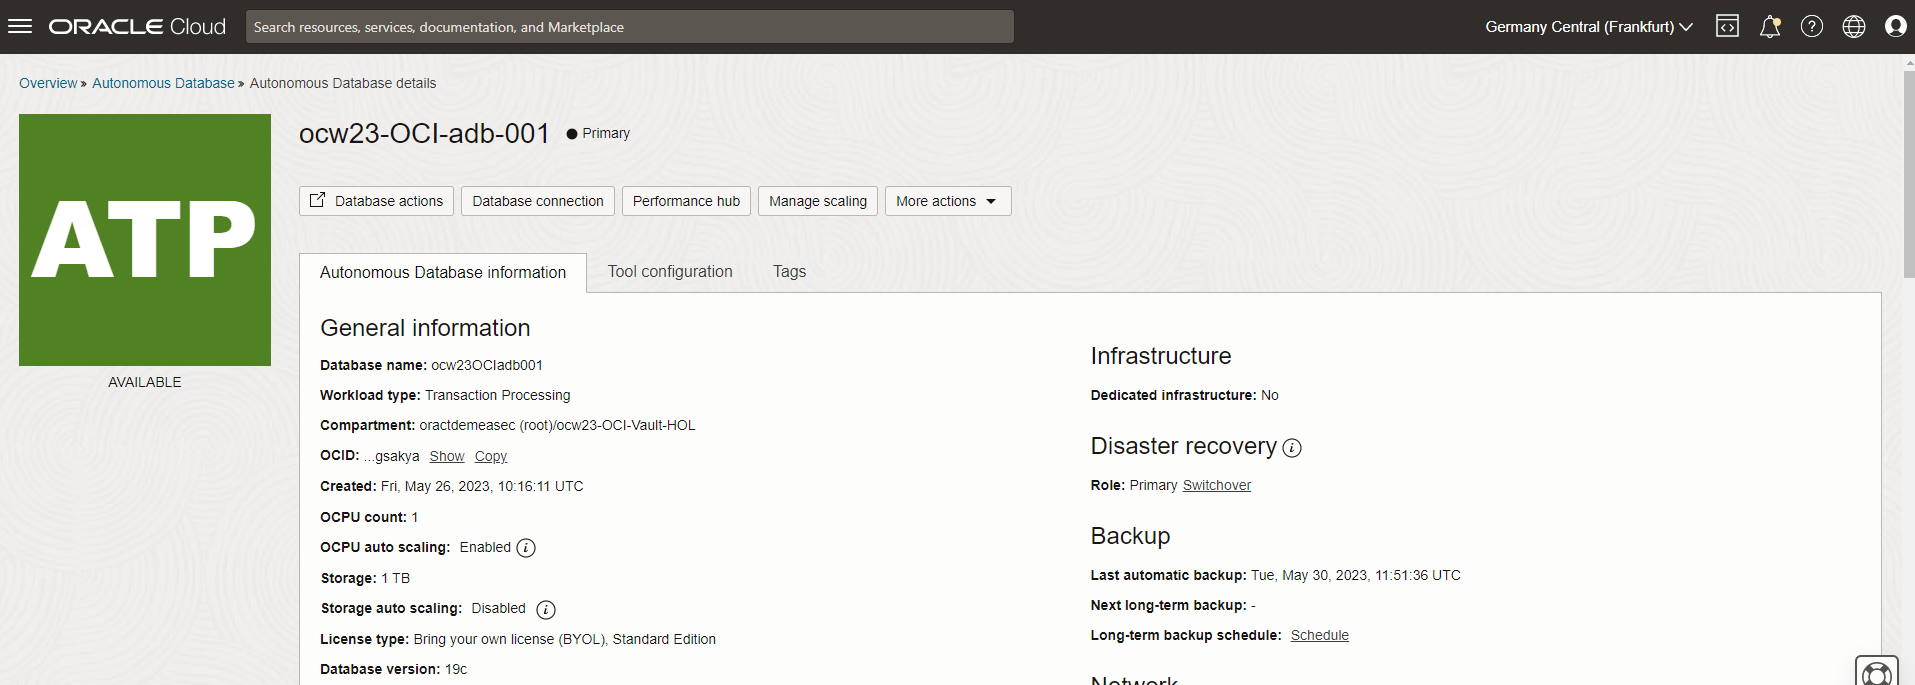 ORACLE Cloud
Search resources, services, documentation, and Marketplace
Germany Central (Frankfurt)
Overview » Autonomous Database » Autonomous Database details
ATP
AVAILABLE
ocw23-OCI-adb-001
Primary
Database actions
Database connection
Performance hub
Manage scaling
More actions
Autonomous Database information
Tool configuration
Tags
General information
Database name: ocw23OCIadb001
Workload type: Transaction Processing
Compartment: oractdemeasec (root)/ocw23-OCI-Vault-HOL
OCID: ...gsakya Show Copy
Created: Fri, May 26, 2023, 10:16:11 UTC
OCPU count: 1
OCPU auto scaling: Enabled
Storage: 1 TB
Storage auto scaling: Disabled
License type: Bring your own license (BYOL), Standard Edition
Database version: 19c
Infrastructure
Dedicated infrastructure: No
Disaster recovery
Role: Primary Switchover
Backup
Last automatic backup: Tue, May 30, 2023, 11:51:36 UTC
Next long-term backup: -
Long-term backup schedule: Schedule
Network